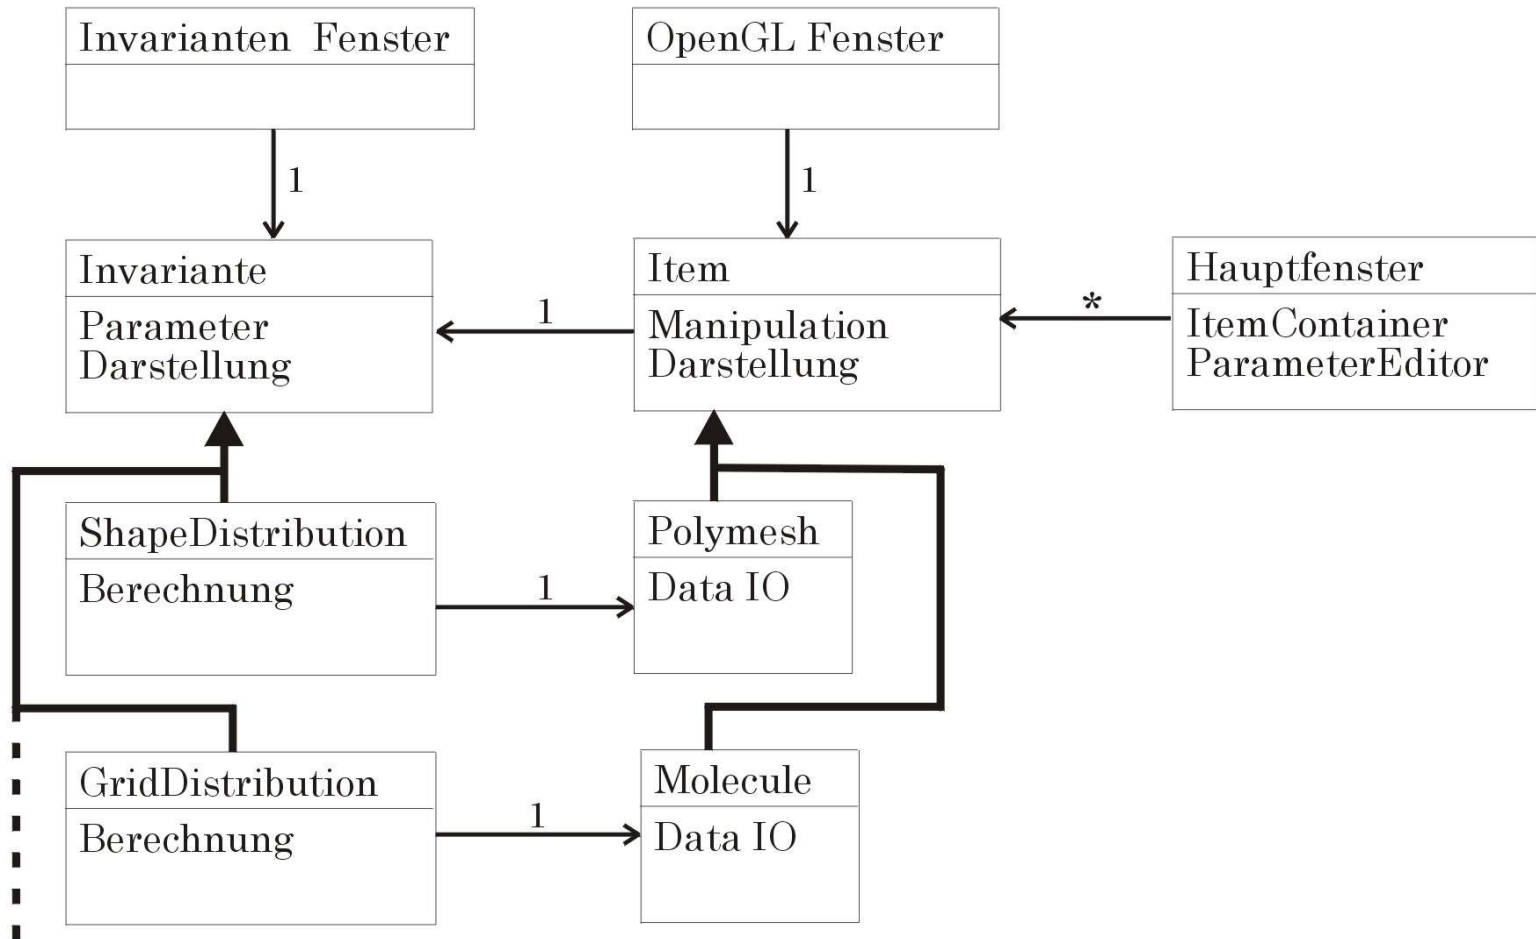 Invarianten Fenster
OpenGL Fenster
1
1
Invariante
Parameter
Darstellung
1
Item
Manipulation
Darstellung
*
Hauptfenster
ItemContainer
ParameterEditor
ShapeDistribution
Berechnung
1
Polymesh
Data IO
GridDistribution
Berechnung
1
Molecule
Data IO